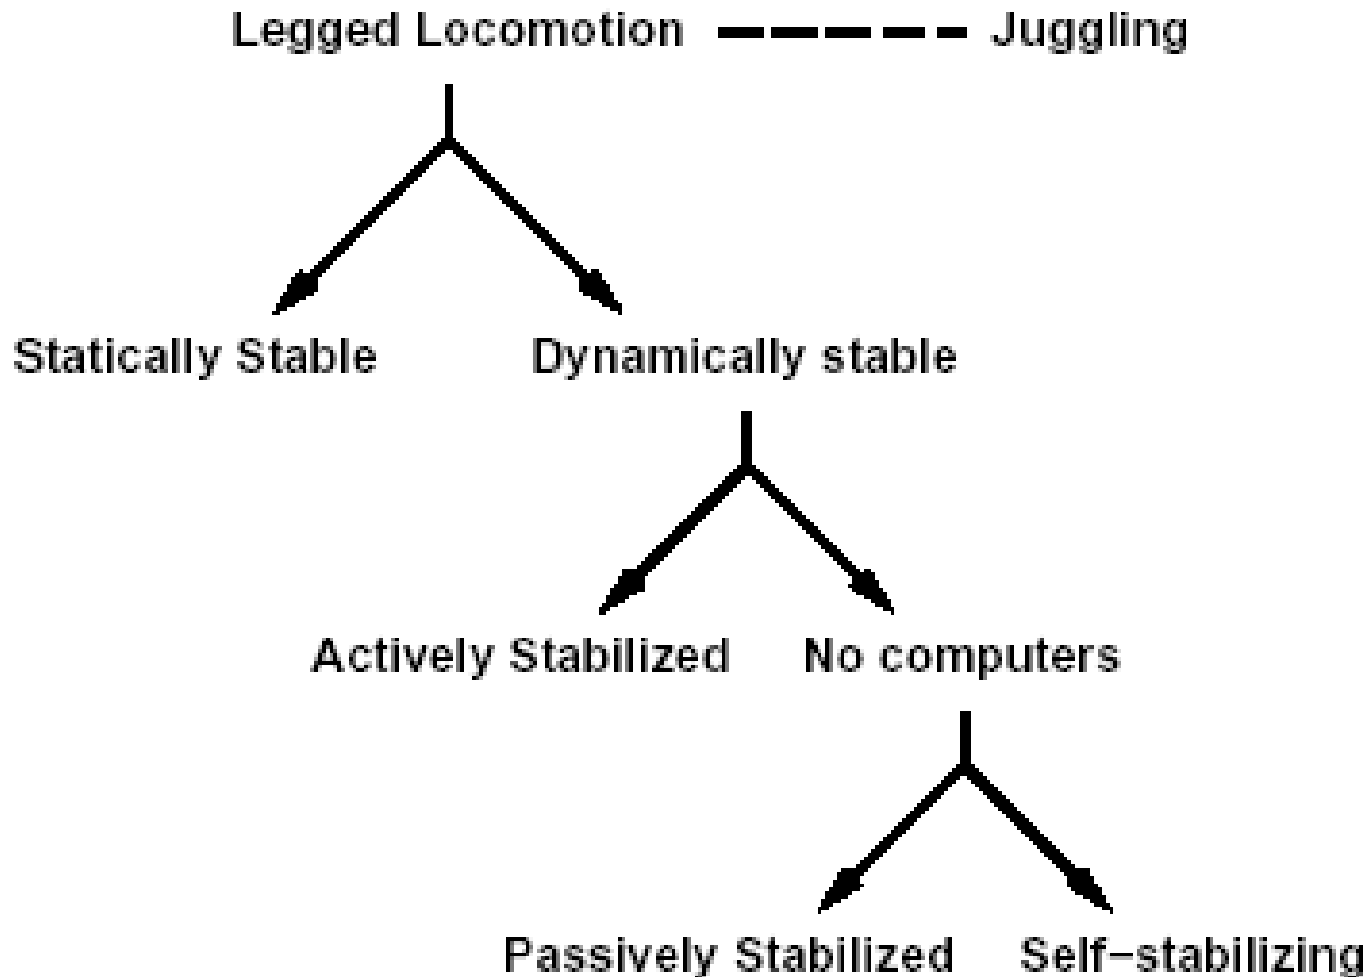 Legged Locomotion Juggling
Statically Stable Dynamically stable
Actively Stabilized No computers
Passively Stabilized Self-stabilizing